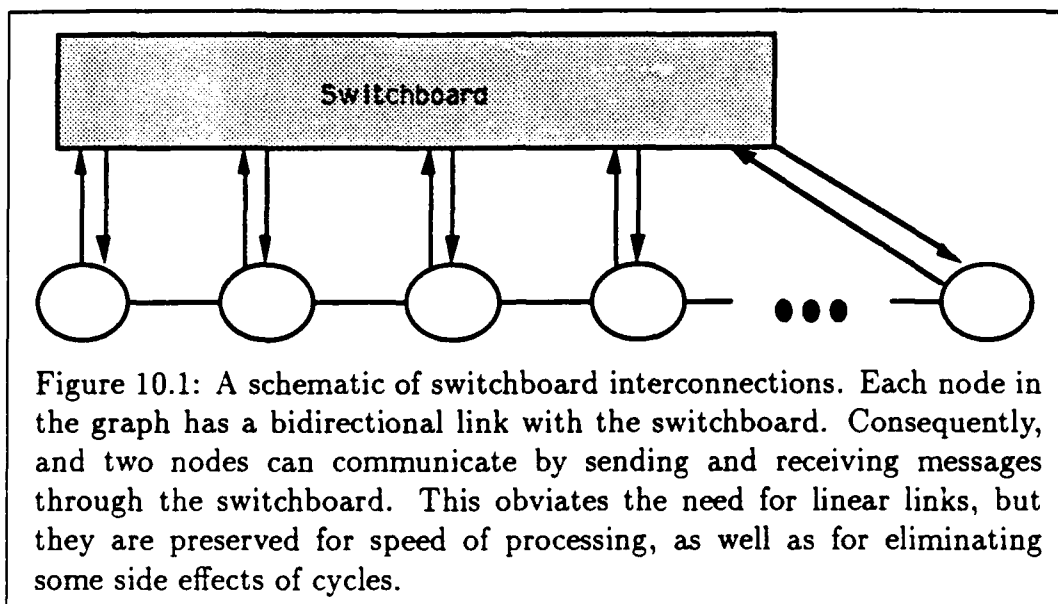 Switchboard
Figure 10.1: A schematic of switchboard interconnections. Each node in
the graph has a bidirectional link with the switchboard. Consequently,
and two nodes can communicate by sending and receiving messages
through the switchboard. This obviates the need for linear links, but
they are preserved for speed of processing, as well as for eliminating
some side effects of cycles.